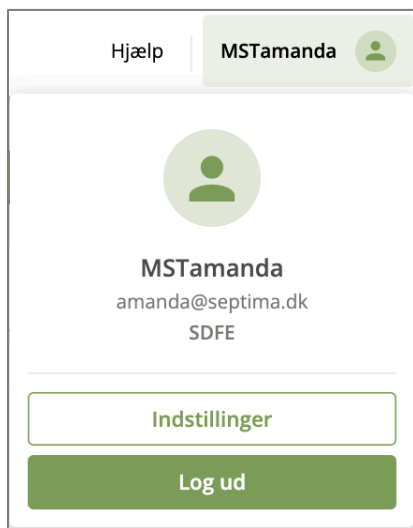 Hjælp MSTamanda
MSTamanda
amanda@septima.dk
SDFE
Indstillinger
Log ud